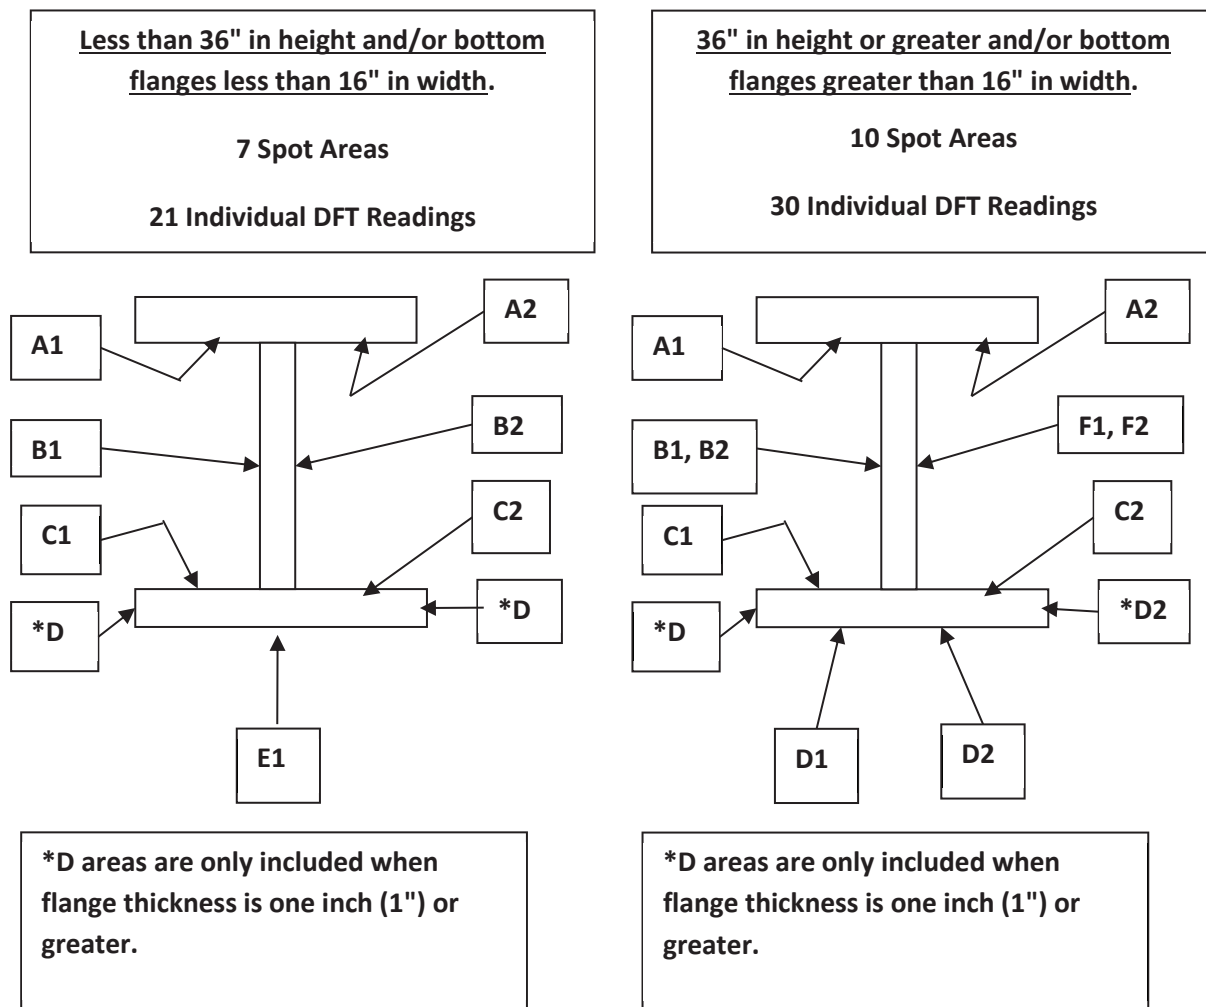 Less than 36" in height and/or bottom
flanges less than 16" in width.
7 Spot Areas
21 Individual DFT Readings
36" in height or greater and/or bottom
flanges greater than 16" in width.
10 Spot Areas
30 Individual DFT Readings
A1
A2
B1
B2
C1
C2
*D
*D
E1
A1
A2
B1, B2
F1, F2
C1
C2
*D
*D2
D1
D2
*D areas are only included when
flange thickness is one inch (1") or
greater.
*D areas are only included when
flange thickness is one inch (1") or
greater.